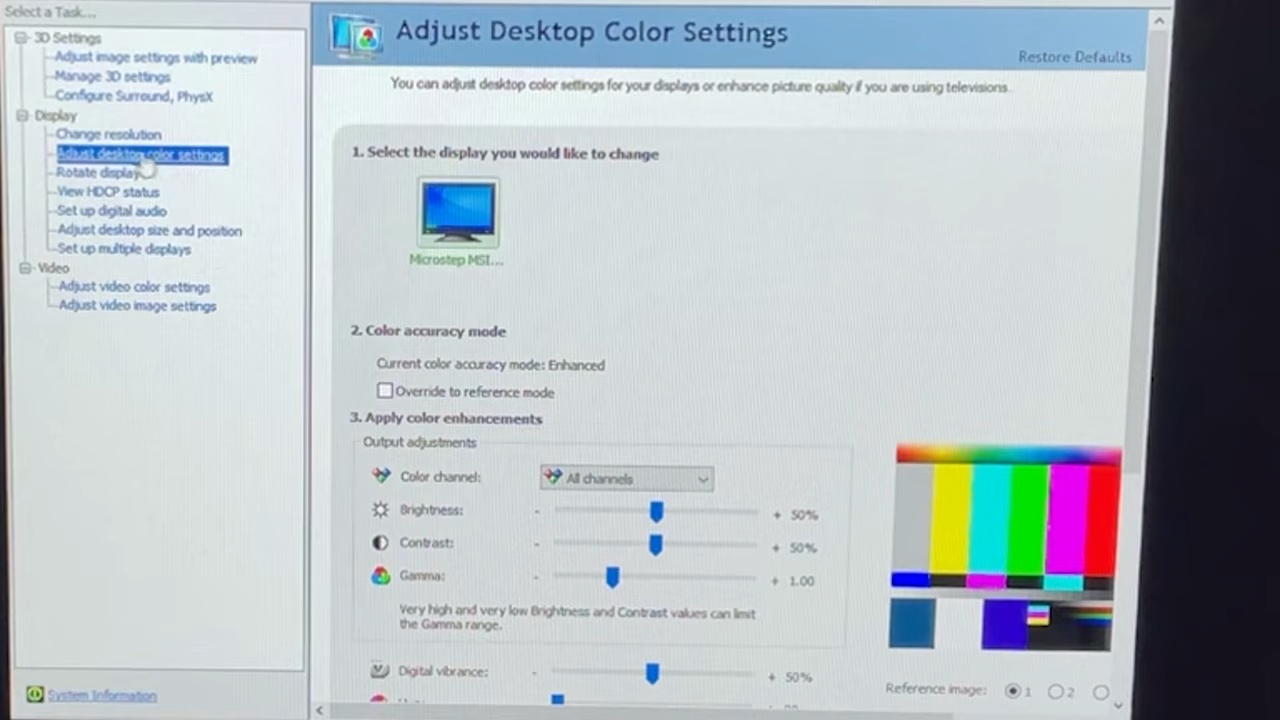 Select a Task...
3D Settings
Adjust image settings with preview
Manage 3D settings
Configure Surround, PhysX
Display
Change resolution
Adjust desktop color settings
Rotate display
View HDCP status
Set up digital audio
Adjust desktop size and position
Set up multiple displays
Video
Adjust video color settings
Adjust video image settings
System Information
Adjust Desktop Color Settings
Restore Defaults
You can adjust desktop color settings for your displays or enhance picture quality if you are using televisions.
1. Select the display you would like to change
Microstep MSI...
2. Color accuracy mode
Current color accuracy mode: Enhanced
Override to reference mode
3. Apply color enhancements
Output adjustments
Color channel: All channels
Brightness: - + 50%
Contrast: - + 50%
Gamma: - + 1.00
Very high and very low Brightness and Contrast values can limit
the Gamma range.
Digital vibrance: - + 50%
Reference image: 1 2